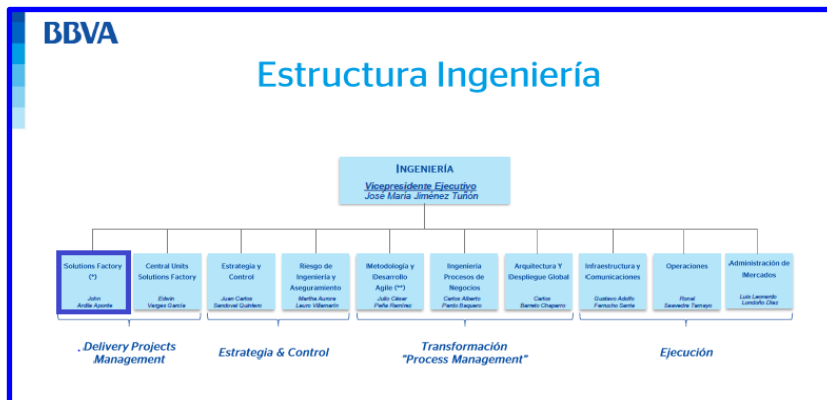 BBVA
Estructura Ingeniería
INGENIERÍA
Vicepresidente Ejecutivo
José María Jiménez Tuñón
Solutions Factory
(*)
John
Ardila Aponte
Central Units
Solutions Factory
Edwin
Vargas García
Estrategia y
Control
Juan Carlos
Sandoval Quintero
Riesgo de
Ingeniería y
Aseguramiento
Martha Aurora
Lauro Villamarin
Metodología y
Desarrollo
Agile (**)
Julio César
Peña Ramírez
Ingeniería
Procesos de
Negocios
Carlos Alberto
Pardo Baquero
Arquitectura Y
Despliegue Global
Carlos
Barreto Chaparro
Infraestructura y
Comunicaciones
Gustavo Adolfo
Operaciones
Ronal
Saavedra Tamayo
Administración de
Mercados
Luis Leonardo
Londoño Díaz
Delivery Projects
Management
Estrategia & Control
Transformación
"Process Management"
Ejecución